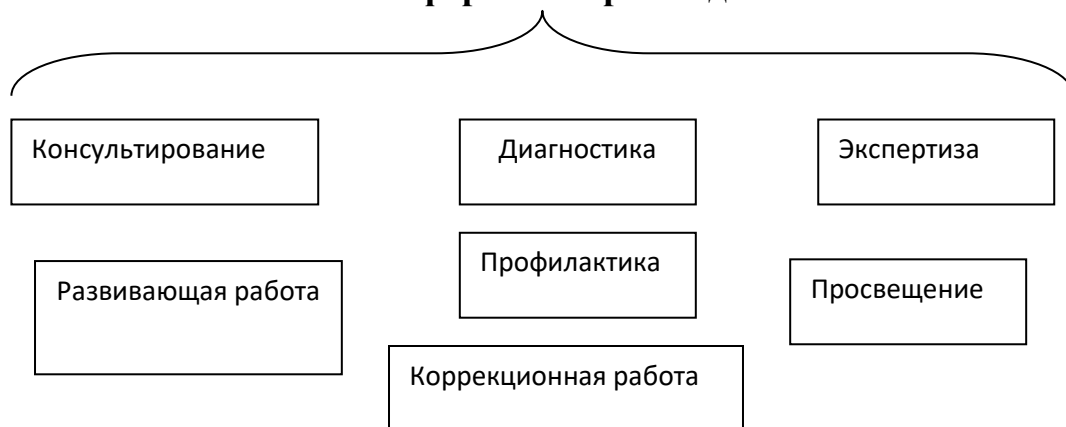 Консультирование
Диагностика
Экспертиза
Профилактика
Развивающая работа
Просвещение
Коррекционная работа